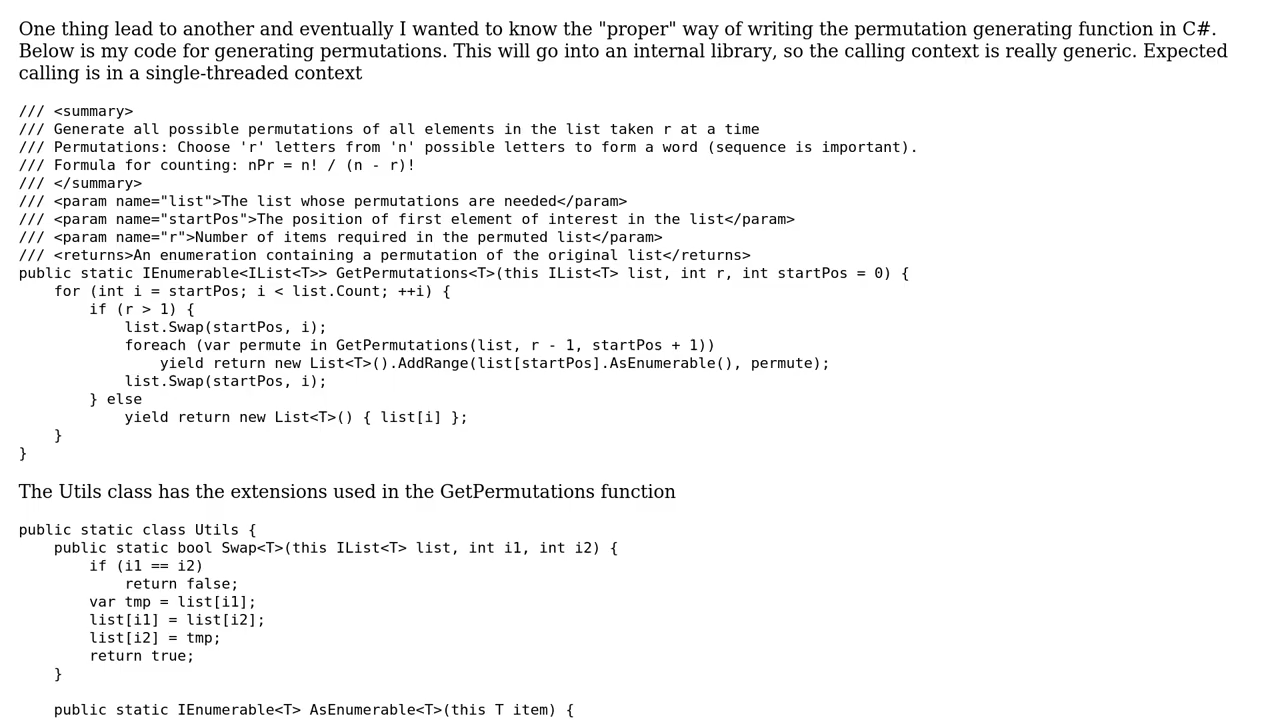 One thing lead to another and eventually I wanted to know the "proper" way of writing the permutation generating function in C#.
Below is my code for generating permutations. This will go into an internal library, so the calling context is really generic. Expected
calling is in a single-threaded context
/// <summary>
/// Generate all possible permutations of all elements in the list taken r at a time
/// Permutations: Choose 'r' letters from 'n' possible letters to form a word (sequence is important).
/// Formula for counting: nPr = n! / (n - r)!
/// </summary>
/// <param name="list">The list whose permutations are needed</param>
/// <param name="startPos">The position of first element of interest in the list</param>
/// <param name="r">Number of items required in the permuted list</param>
/// <returns>An enumeration containing a permutation of the original list</returns>
public static IEnumerable<IList<T>> GetPermutations<T>(this IList<T> list, int r, int startPos = 0) {
    for (int i = startPos; i < list.Count; ++i) {
        if (r > 1) {
            list.Swap(startPos, i);
            foreach (var permute in GetPermutations(list, r - 1, startPos + 1))
                yield return new List<T>().AddRange(list[startPos].AsEnumerable(), permute);
            list.Swap(startPos, i);
        } else
            yield return new List<T>() { list[i] };
    }
}
The Utils class has the extensions used in the GetPermutations function
public static class Utils {
    public static bool Swap<T>(this IList<T> list, int i1, int i2) {
        if (i1 == i2)
            return false;
        var tmp = list[i1];
        list[i1] = list[i2];
        list[i2] = tmp;
        return true;
    }
    public static IEnumerable<T> AsEnumerable<T>(this T item) {